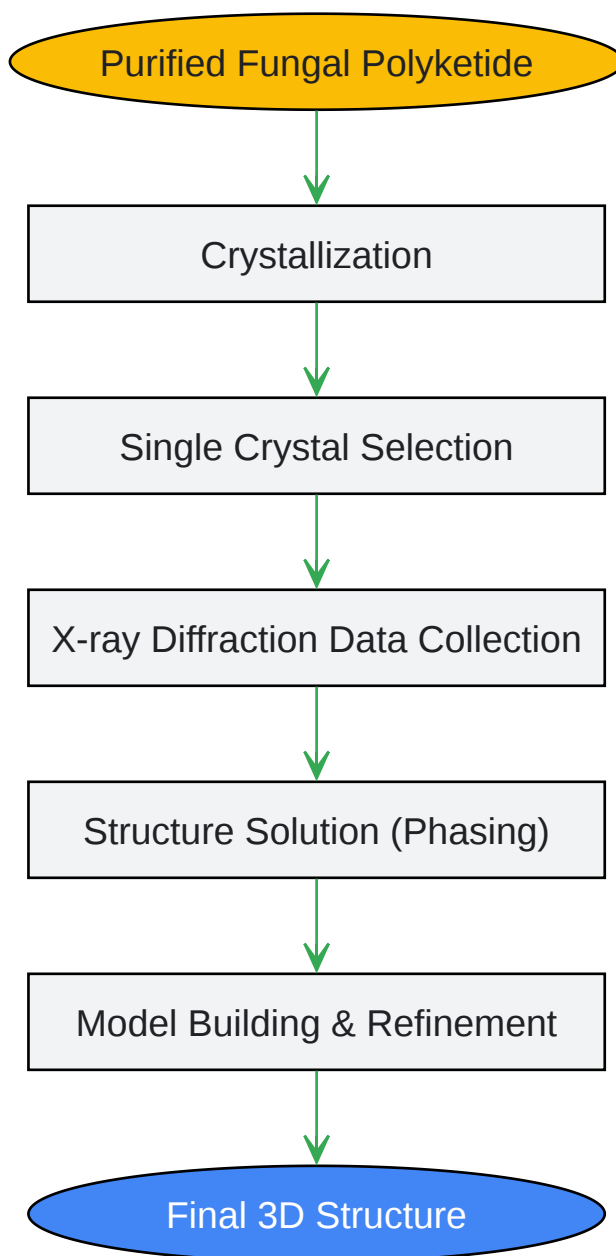 Purified Fungal Polyketide
Crystallization
Single Crystal Selection
X-ray Diffraction Data Collection
Structure Solution (Phasing)
Model Building & Refinement
Final 3D Structure